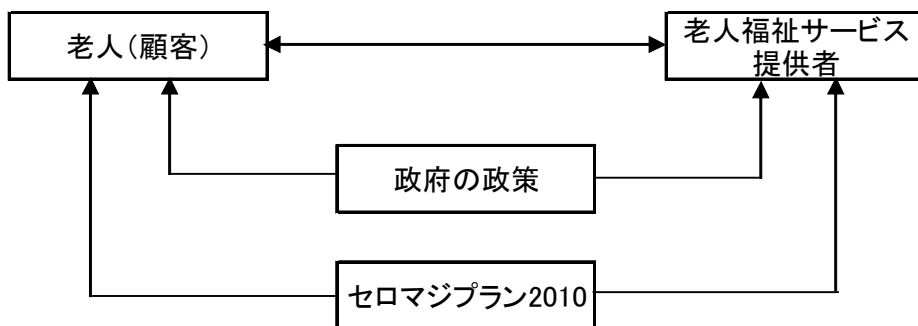 老人（顧客）
老人福祉サービス
提供者
政府の政策
セロマジプラン2010